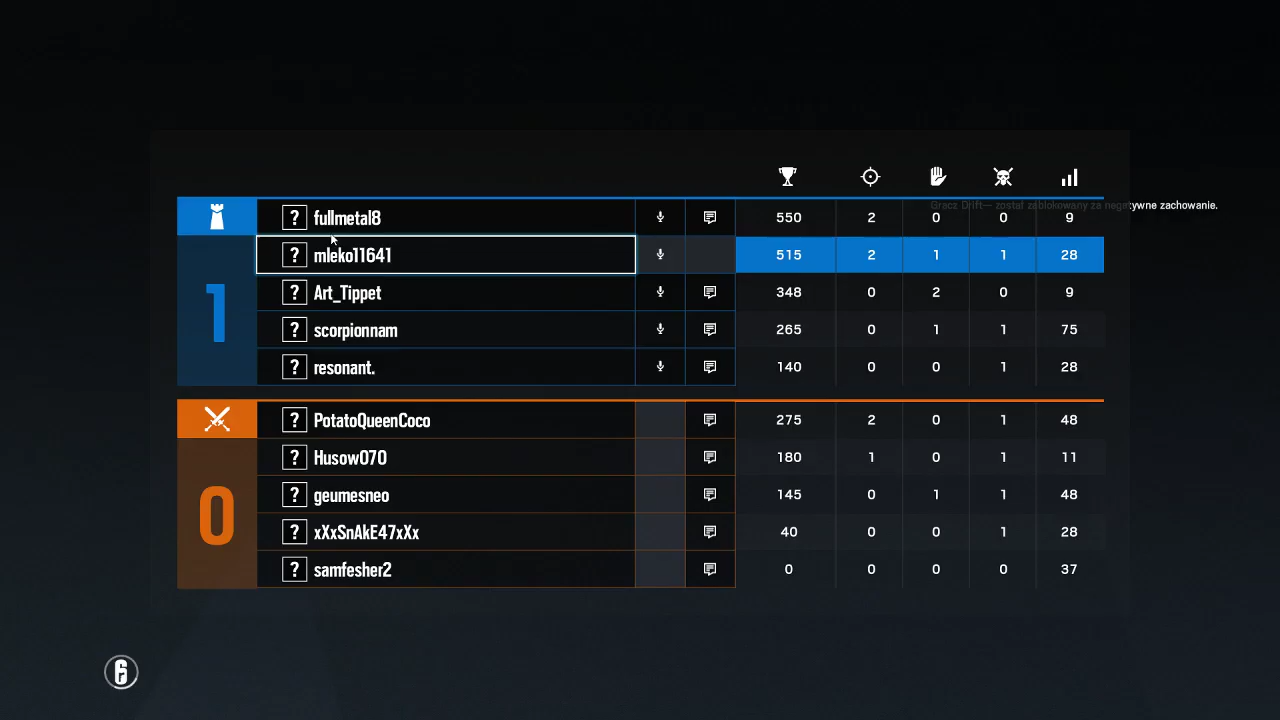 Gracz Drift— został zablokowany za negatywne zachowanie.
1
? fullmetal8 550 2 0 0 9
? mleko11641 515 2 1 1 28
? Art_Tippet 348 0 2 0 9
? scorpionnam 265 0 1 1 75
? resonant. 140 0 0 1 28
0
? PotatoQueenCoco 275 2 0 1 48
? Husow070 180 1 0 1 11
? geumesneo 145 0 1 1 48
? xXxSnAkE47xXx 40 0 0 1 28
? samfesher2 0 0 0 0 37
6